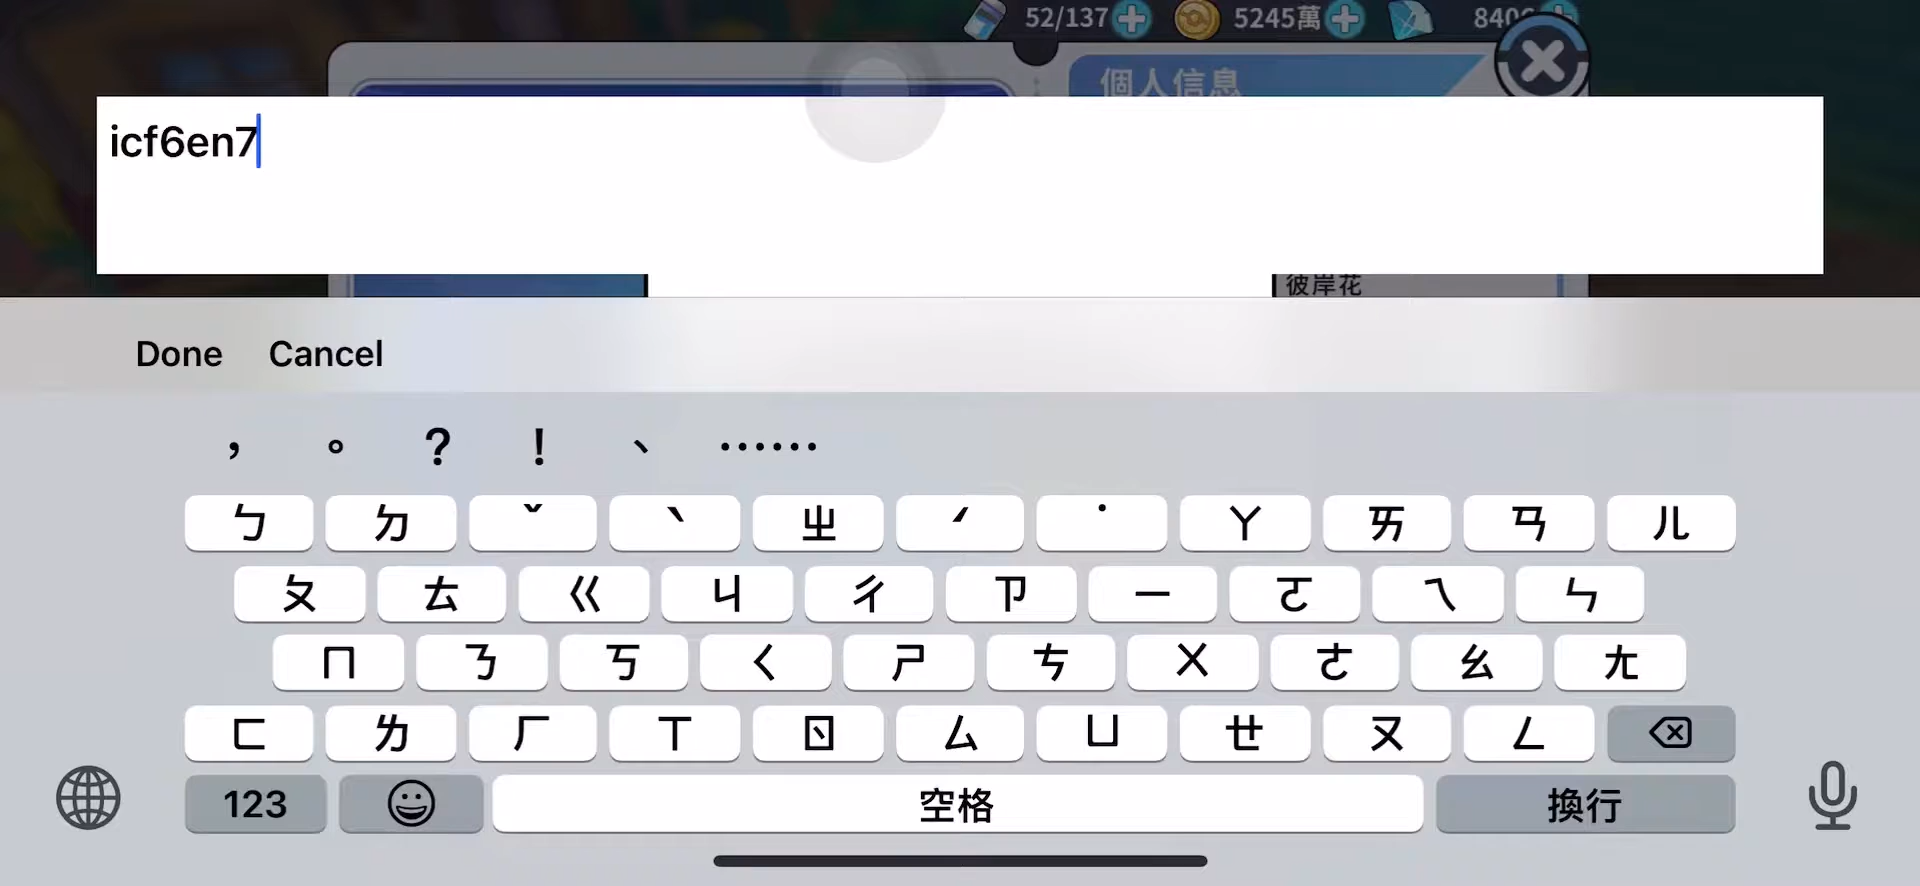 52/137 5245萬 840
個人信息
icf6en7
彼岸花
Done Cancel
， 。 ? ! 、 ……
ㄅ ㄉ ˇ ˋ ㄓ ˊ ˙ ㄚ ㄞ ㄢ ㄦ
ㄆ ㄊ ㄍ ㄐ ㄔ ㄗ ㄧ ㄛ ㄟ ㄣ
ㄇ ㄋ ㄎ ㄑ ㄕ ㄘ ㄨ ㄜ ㄠ ㄤ
ㄈ ㄌ ㄏ ㄒ ㄖ ㄙ ㄩ ㄝ ㄡ ㄥ
123 空格 換行